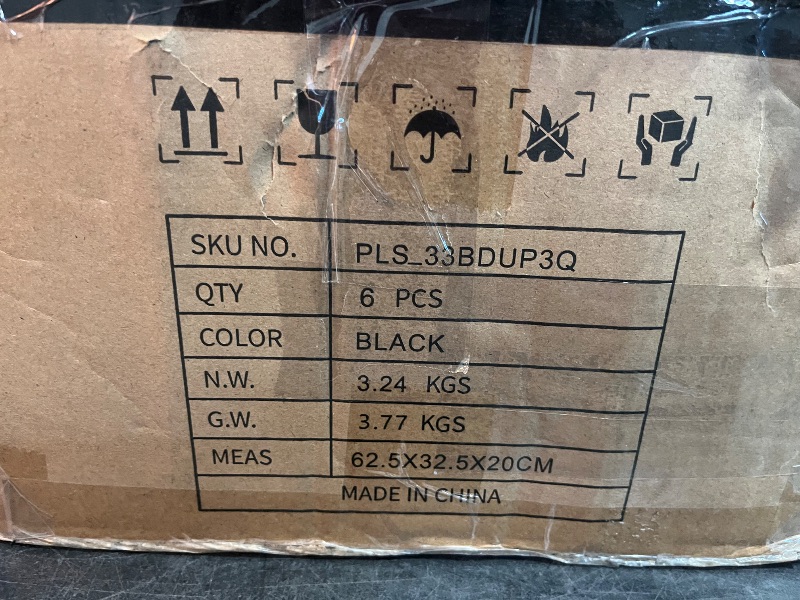 SKU NO. PLS_33BDUP3Q
QTY 6 PCS
COLOR BLACK
N.W. 3.24 KGS
G.W. 3.77 KGS
MEAS 62.5X32.5X20CM
MADE IN CHINA